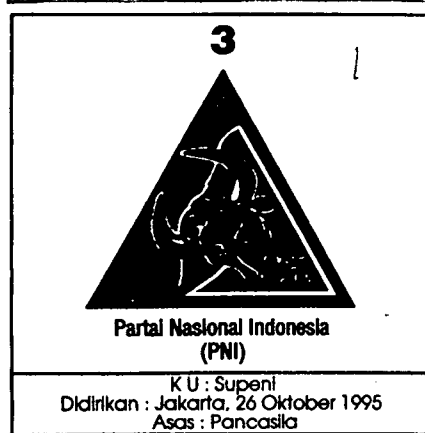 3
Partai Nasional Indonesia
(PNI)
K U : Supeni
Didirikan : Jakarta, 26 Oktober 1995
Asas : Pancasila